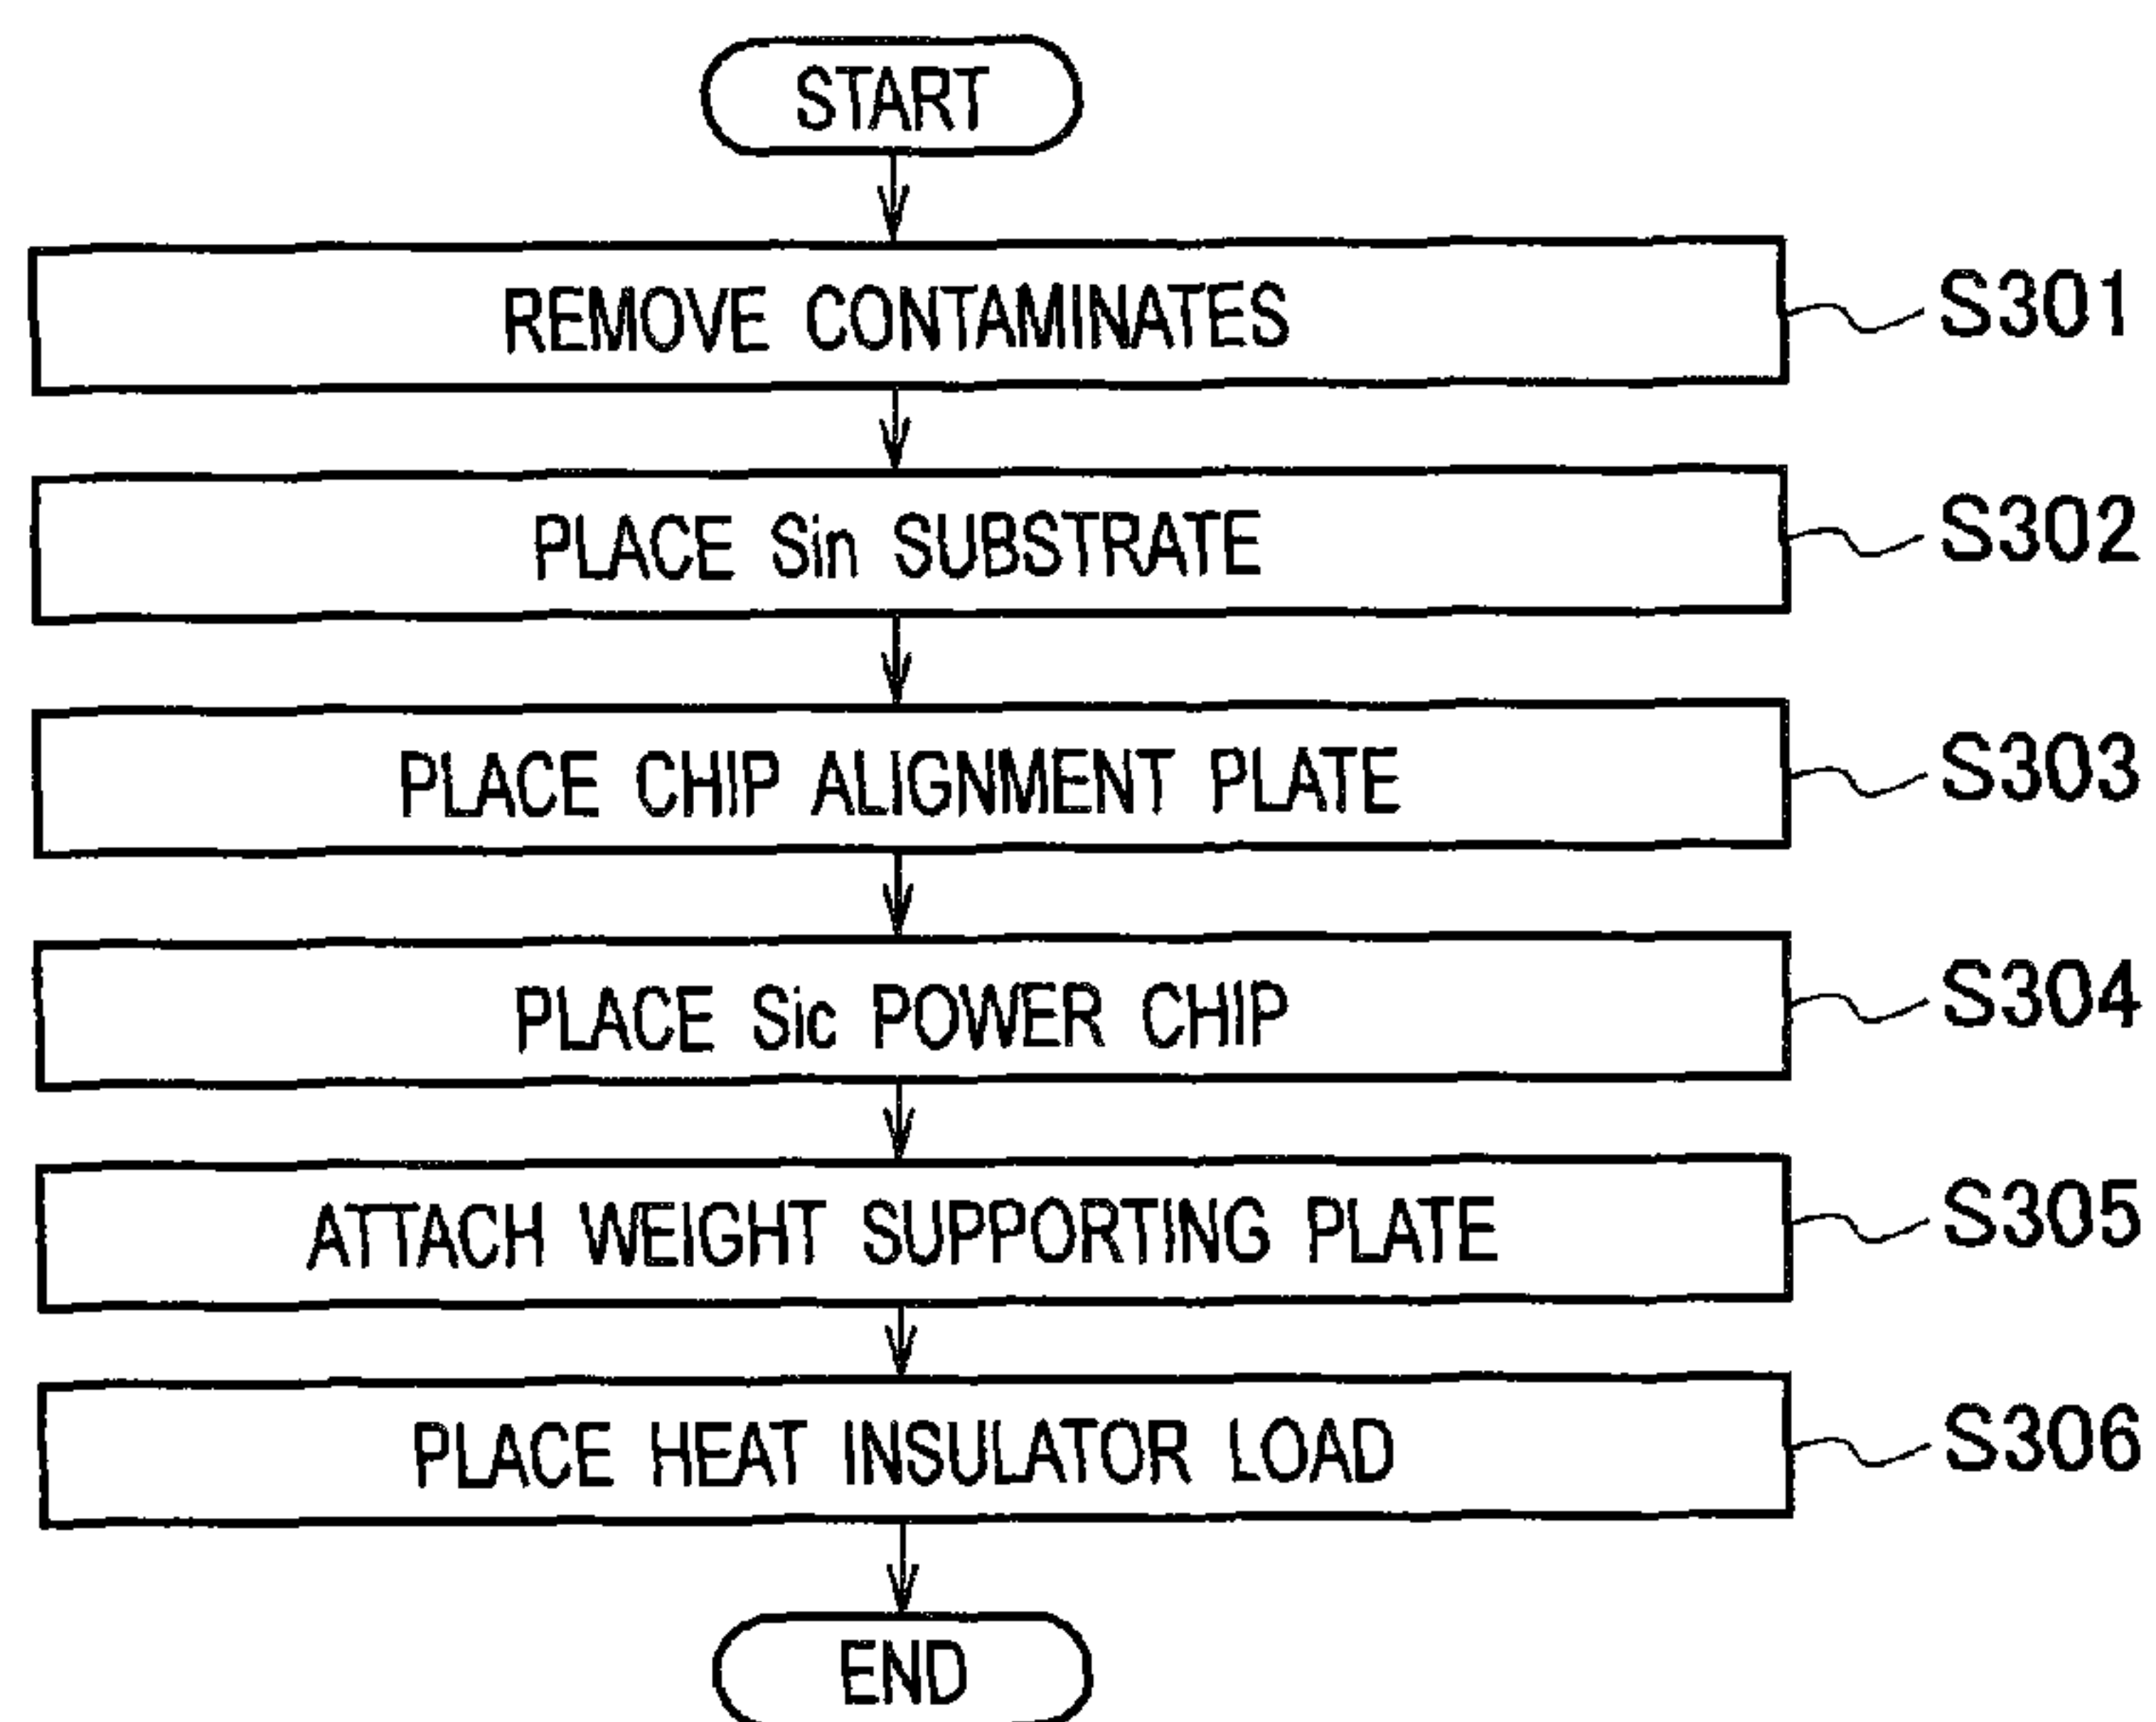 START
REMOVE CONTAMINATES S301
PLACE Sin SUBSTRATE S302
PLACE CHIP ALIGNMENT PLATE S303
PLACE Sic POWER CHIP S304
ATTACH WEIGHT SUPPORTING PLATE S305
PLACE HEAT INSULATOR LOAD S306
END